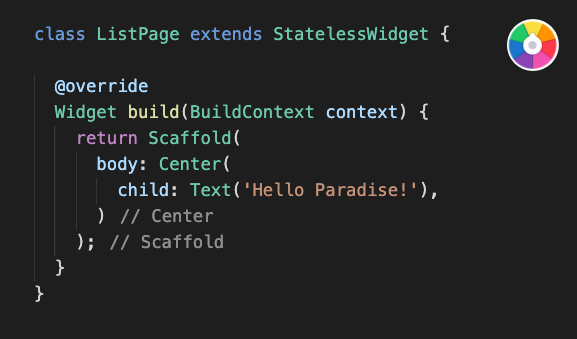 class ListPage extends StatelessWidget {
@override
Widget build(BuildContext context) {
return Scaffold(
body: Center(
child: Text('Hello Paradise!'),
) // Center
); // Scaffold
}
}